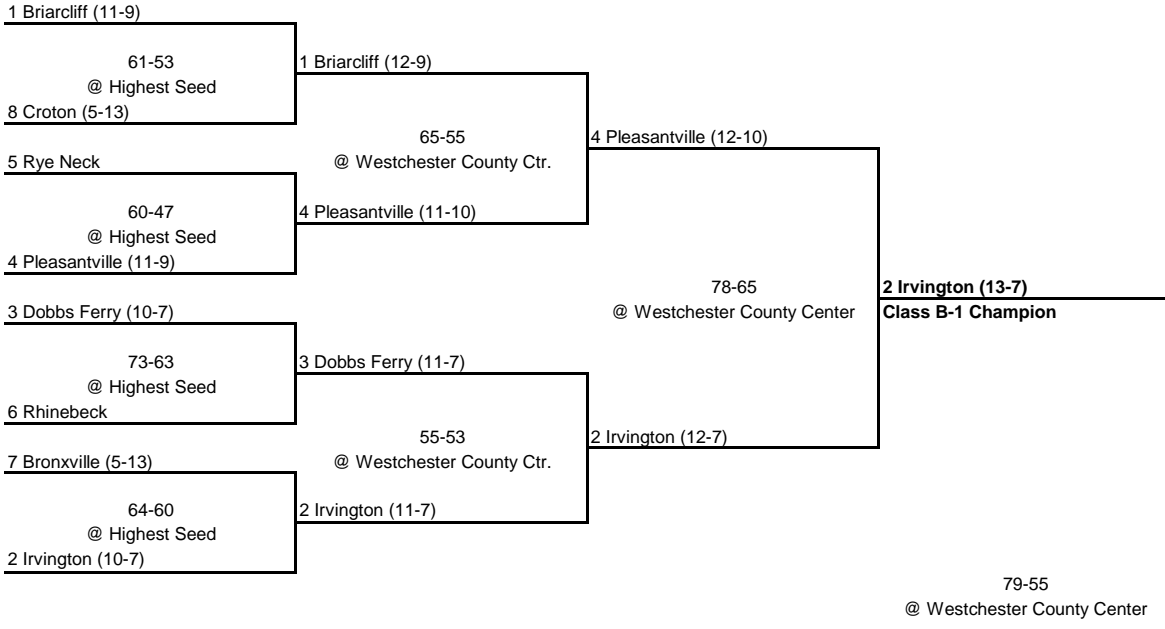 1 Briarcliff (11-9)
61-53
@ Highest Seed
1 Briarcliff (12-9)
8 Croton (5-13)
65-55
@ Westchester County Ctr.
4 Pleasantville (12-10)
5 Rye Neck
60-47
@ Highest Seed
4 Pleasantville (11-10)
4 Pleasantville (11-9)
78-65
@ Westchester County Center
2 Irvington (13-7)
Class B-1 Champion
3 Dobbs Ferry (10-7)
73-63
@ Highest Seed
3 Dobbs Ferry (11-7)
6 Rhinebeck
55-53
@ Westchester County Ctr.
2 Irvington (12-7)
7 Bronxville (5-13)
64-60
@ Highest Seed
2 Irvington (11-7)
2 Irvington (10-7)
79-55
@ Westchester County Center